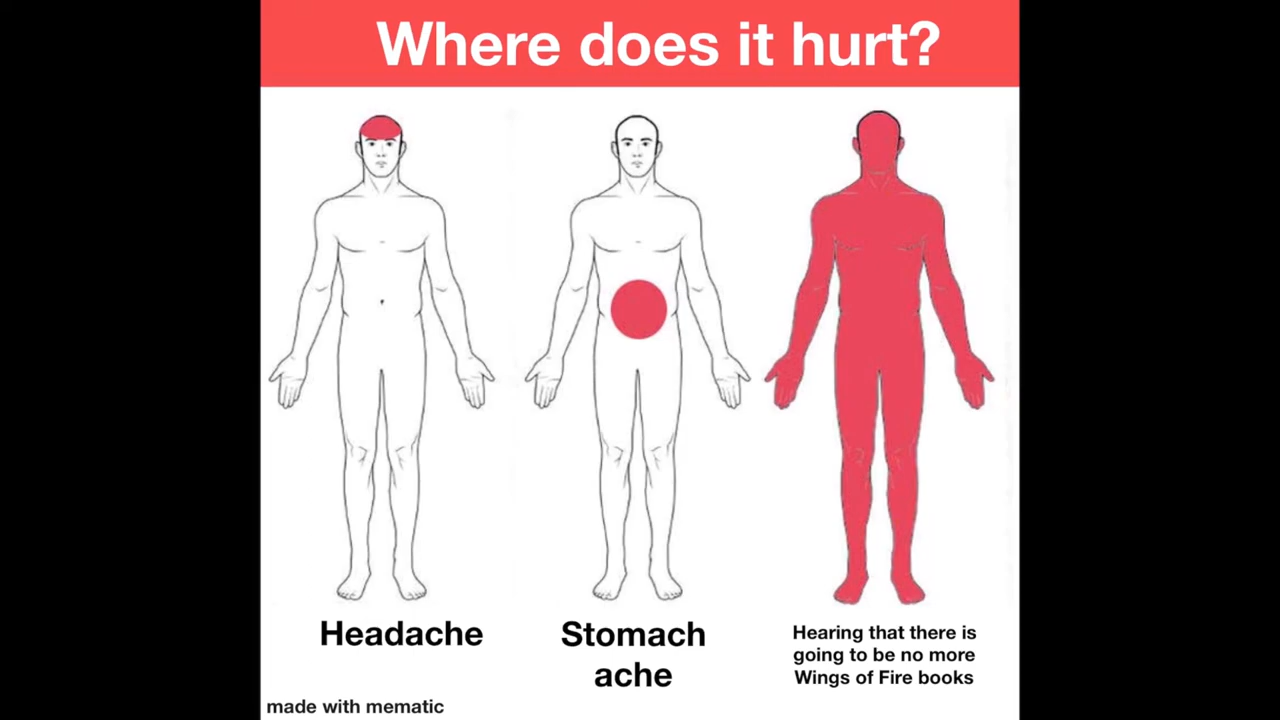 Where does it hurt?
Headache
Stomach
ache
Hearing that there is
going to be no more
Wings of Fire books
made with mematic